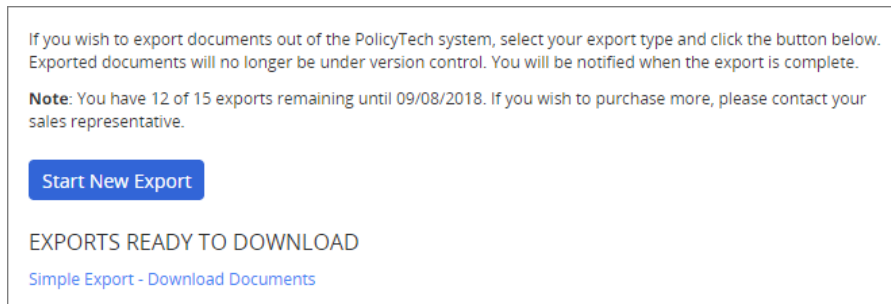 If you wish to export documents out of the PolicyTech system, select your export type and click the button below.
Exported documents will no longer be under version control. You will be notified when the export is complete.
Note: You have 12 of 15 exports remaining until 09/08/2018. If you wish to purchase more, please contact your
sales representative.
Start New Export
EXPORTS READY TO DOWNLOAD
Simple Export - Download Documents